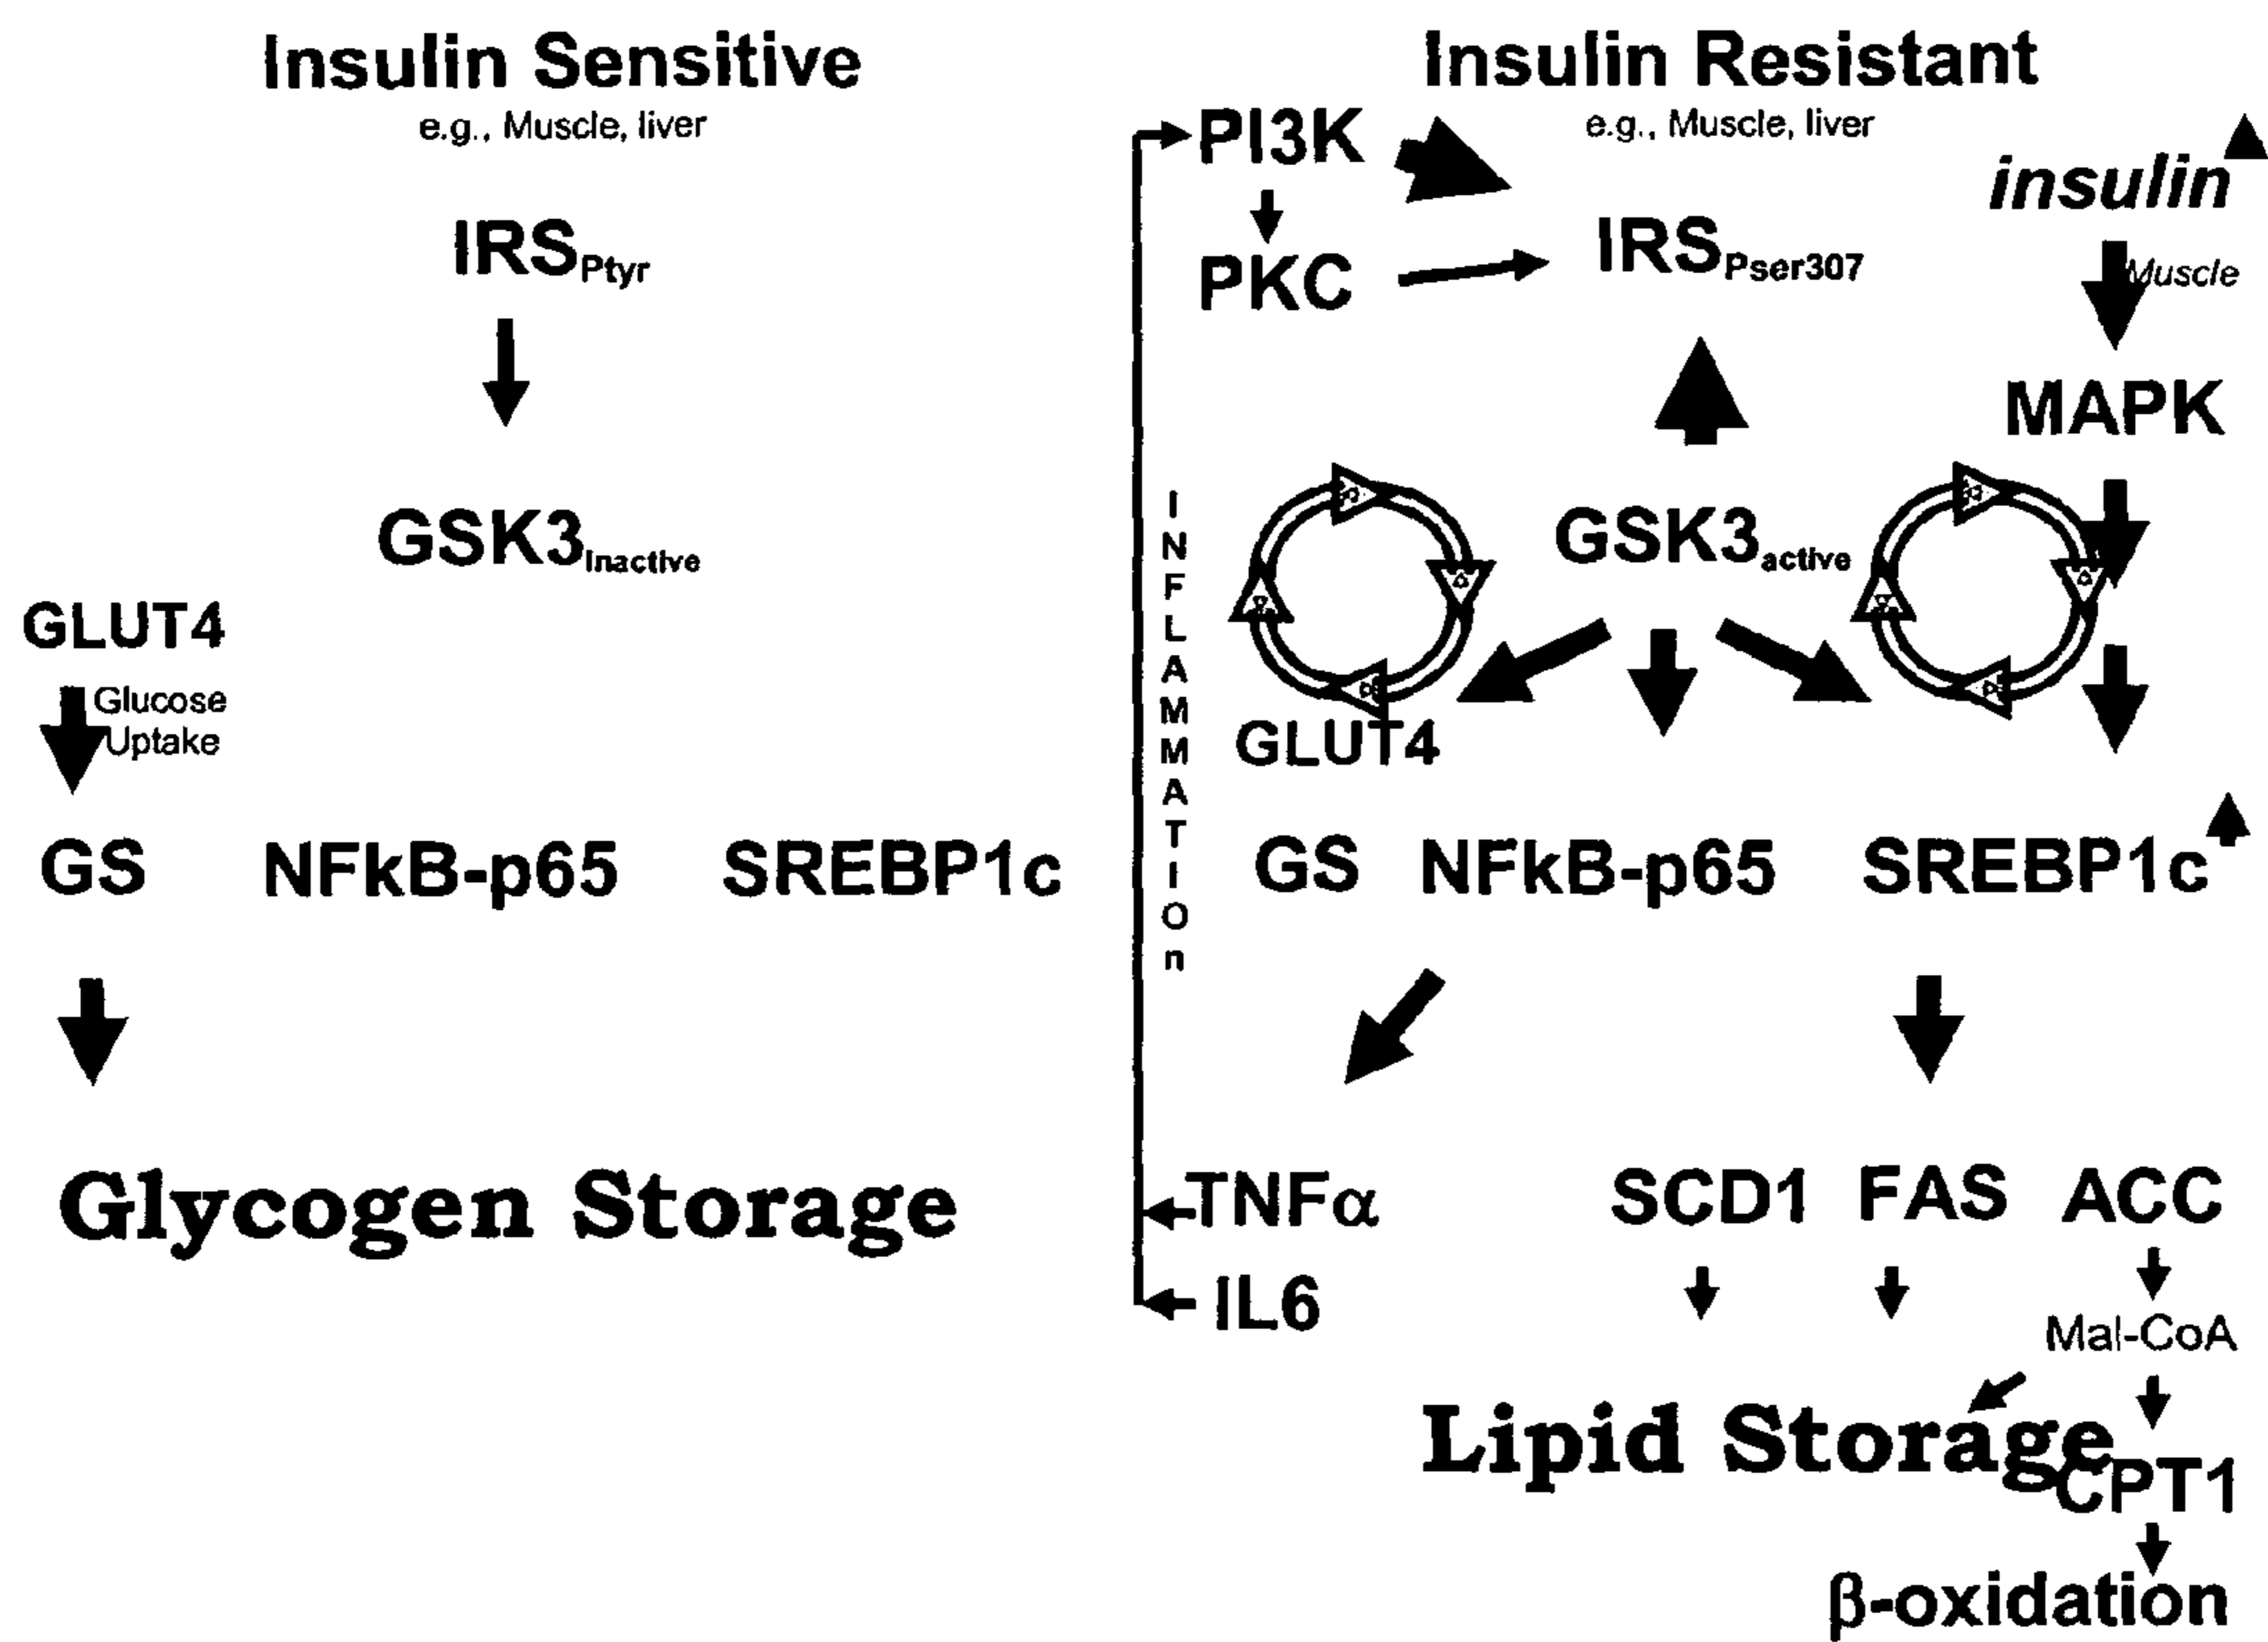 Insulin Sensitive
e.g., Muscle, liver
IRSPtyr
GSK3Inactive
GLUT4
Glucose
Uptake
GS NFkB-p65 SREBP1c
Glycogen Storage
Insulin Resistant
e.g., Muscle, liver
PI3K
insulin
PKC
IRSPser307
Muscle
MAPK
INFLAMMATIOn
GSK3active
GLUT4
GS NFkB-p65 SREBP1c
TNFα
IL6
SCD1 FAS ACC
Mal-CoA
Lipid Storage
CPT1
β-oxidation